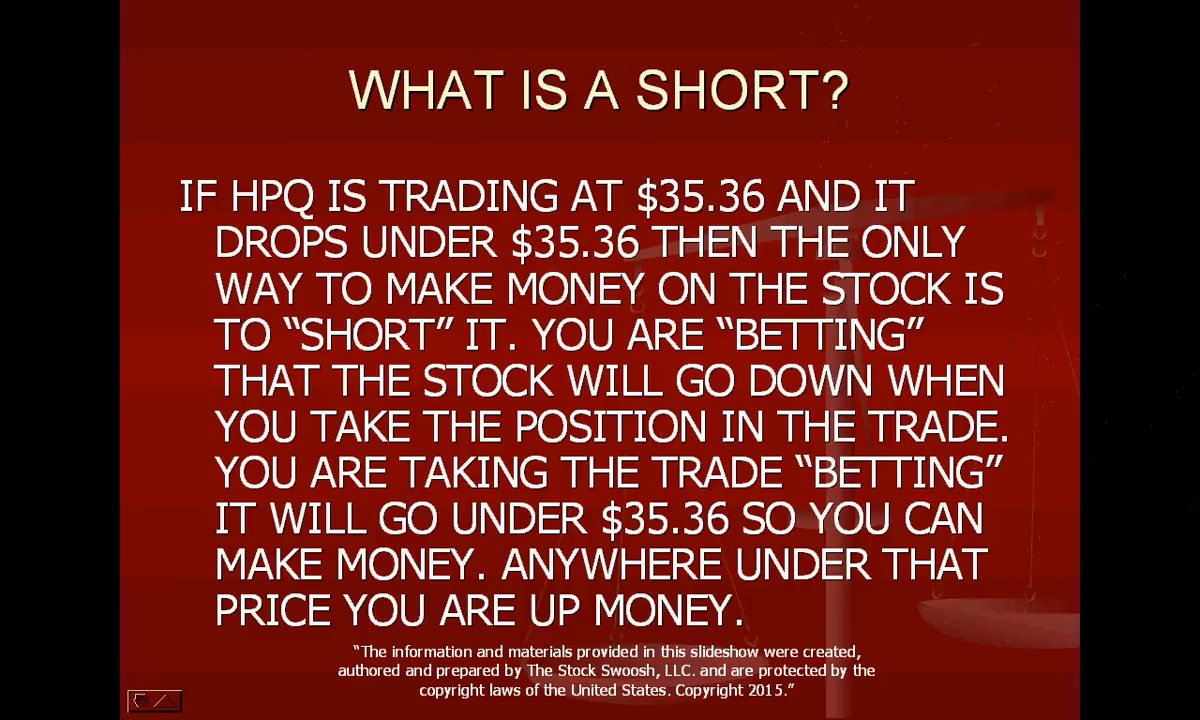 WHAT IS A SHORT?
IF HPQ IS TRADING AT $35.36 AND IT
DROPS UNDER $35.36 THEN THE ONLY
WAY TO MAKE MONEY ON THE STOCK IS
TO “SHORT” IT. YOU ARE “BETTING”
THAT THE STOCK WILL GO DOWN WHEN
YOU TAKE THE POSITION IN THE TRADE.
YOU ARE TAKING THE TRADE “BETTING”
IT WILL GO UNDER $35.36 SO YOU CAN
MAKE MONEY. ANYWHERE UNDER THAT
PRICE YOU ARE UP MONEY.
“The information and materials provided in this slideshow were created,
authored and prepared by The Stock Swoosh, LLC. and are protected by the
copyright laws of the United States. Copyright 2015.”